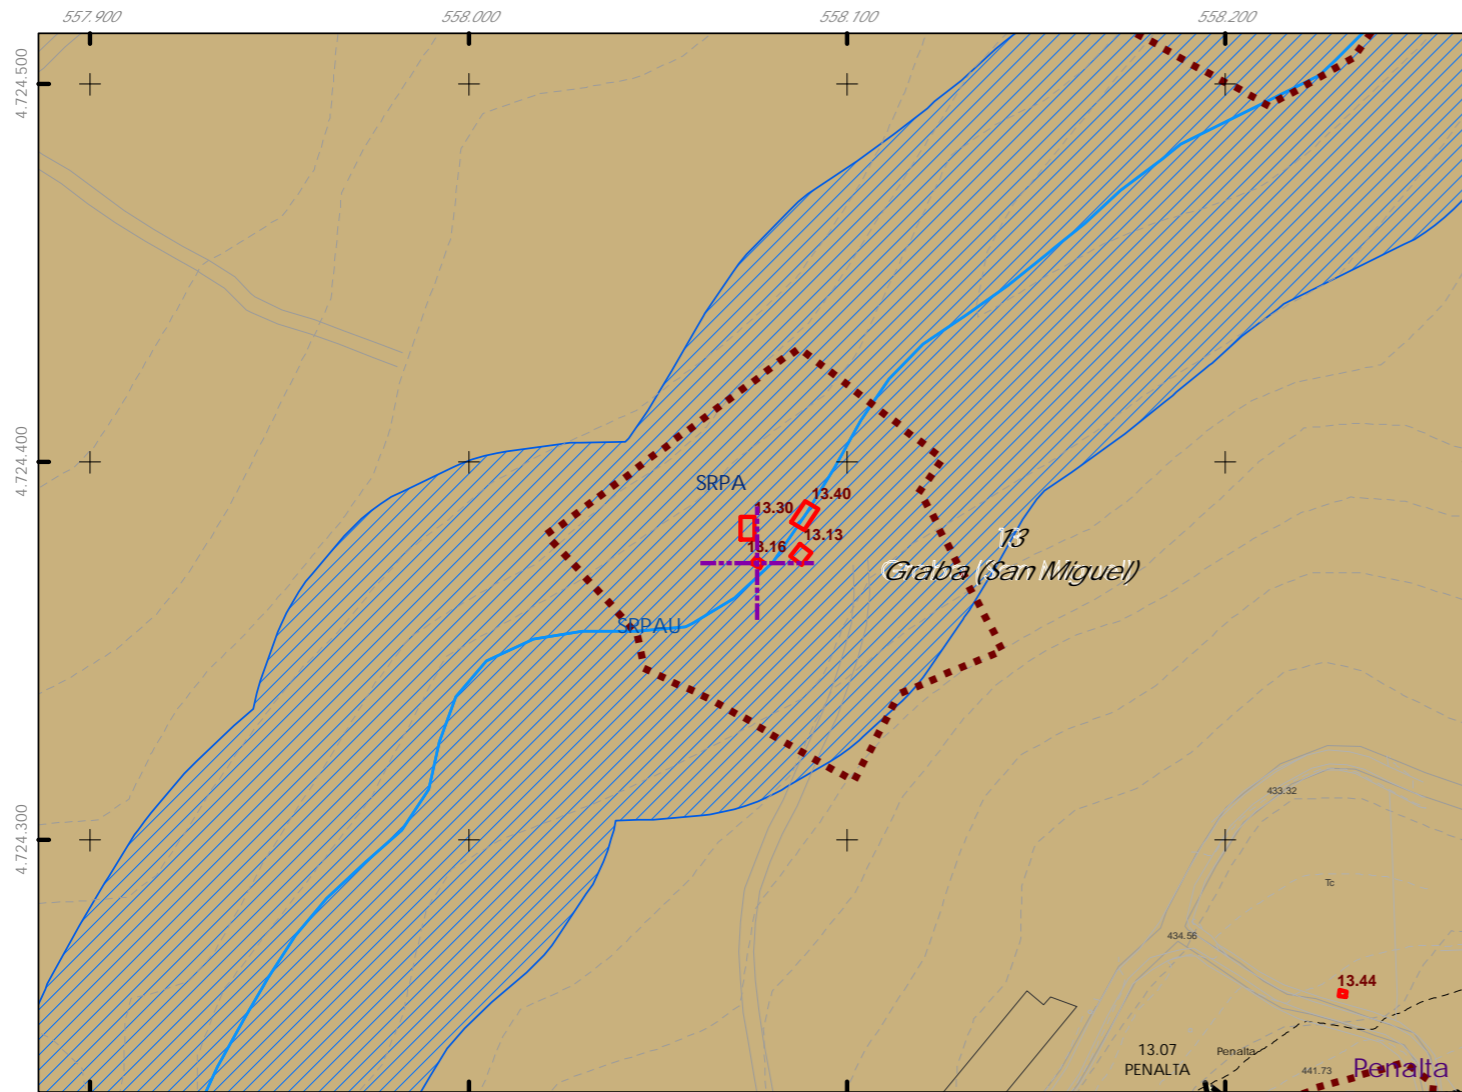 557.900
558.000
558.100
558.200
4.724.500
4.724.400
4.724.300
SRPA
13.40
13.30
13.13
13.16
13
Graba (San Miguel)
SRPAU
433.32
Tc
434.56
13.44
13.07
PENALTA
Penalta
441.73
Penalta